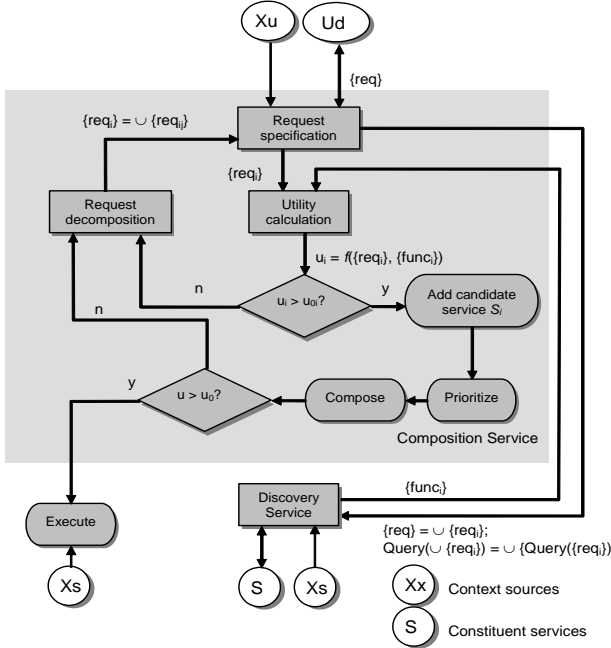 Xu
Ud
{req}
{reqᵢ} = ∪ {reqᵢⱼ}
Request
specification
{reqᵢ}
Request
decomposition
Utility
calculation
uᵢ = f({reqᵢ}, {funcᵢ})
n
uᵢ > u₀ᵢ?
y
Add candidate
service Sᵢ
n
y
u > u₀?
Compose
Prioritize
Composition Service
Execute
Discovery
Service
{funcᵢ}
{req} = ∪ {reqᵢ};
Query(∪ {reqᵢ}) = ∪ {Query({reqᵢ})
Xs
S
Xs
Xx
Context sources
S
Constituent services